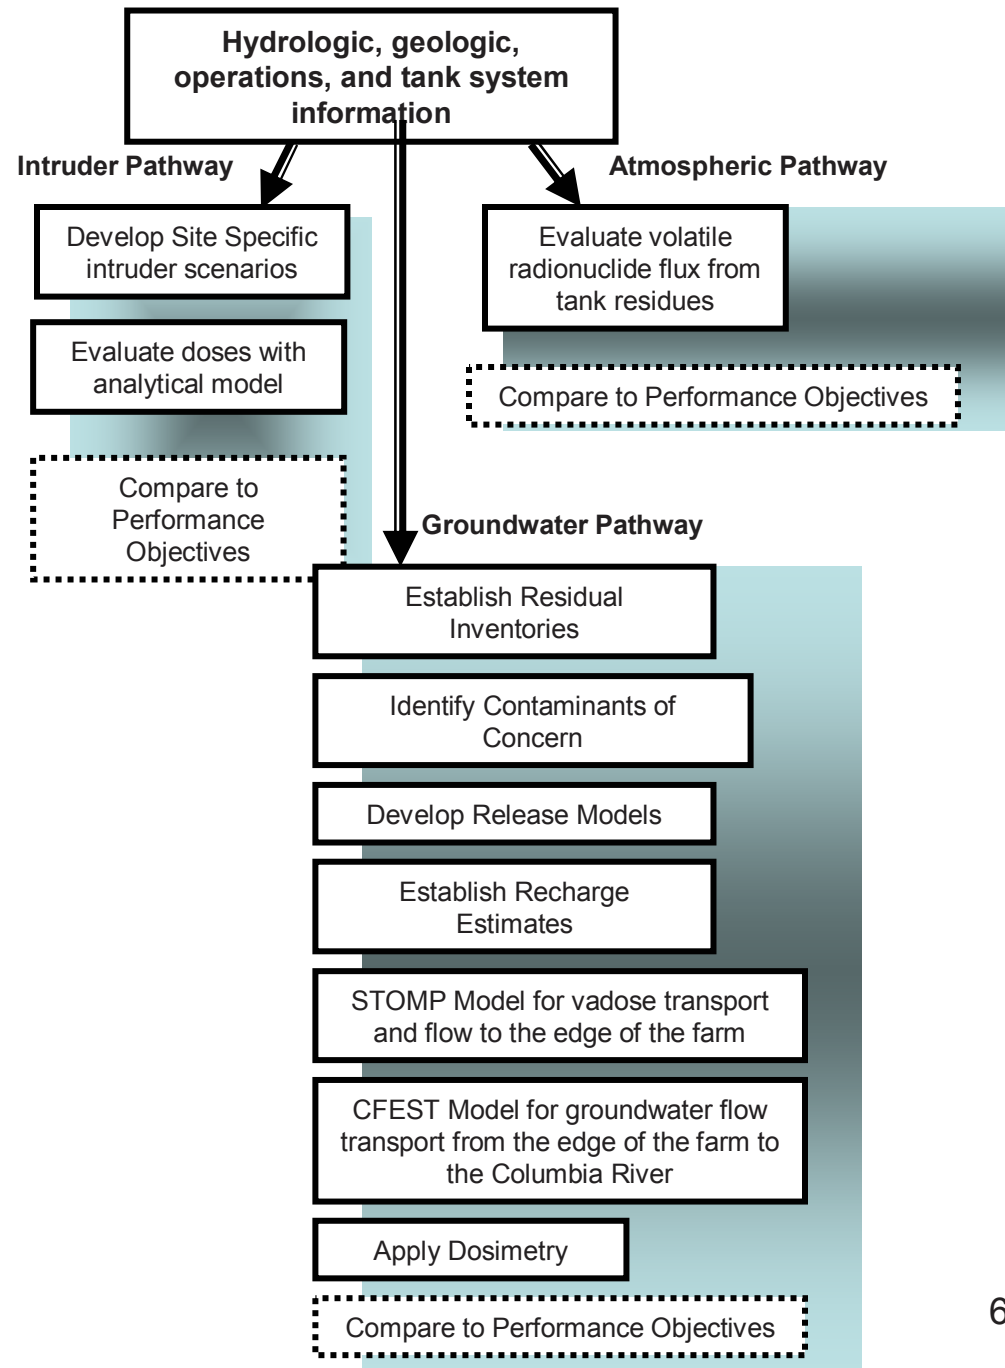 Hydrologic, geologic,
operations, and tank system
information
Intruder Pathway
Atmospheric Pathway
Develop Site Specific
intruder scenarios
Evaluate doses with
analytical model
Compare to
Performance
Objectives
Evaluate volatile
radionuclide flux from
tank residues
Compare to Performance Objectives
Groundwater Pathway
Establish Residual
Inventories
Identify Contaminants of
Concern
Develop Release Models
Establish Recharge
Estimates
STOMP Model for vadose transport
and flow to the edge of the farm
CFEST Model for groundwater flow
transport from the edge of the farm to
the Columbia River
Apply Dosimetry
Compare to Performance Objectives
6